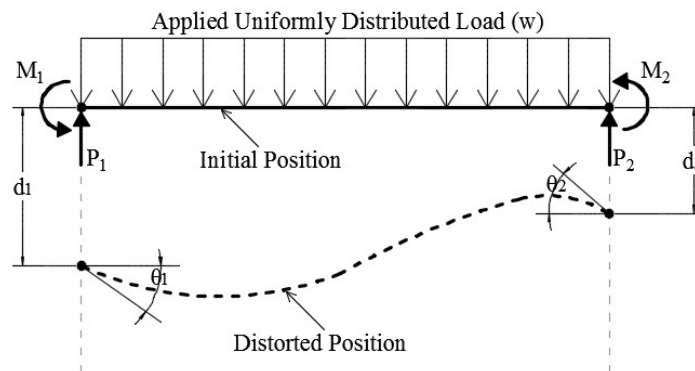 Applied Uniformly Distributed Load (w)
M1
M2
P1
Initial Position
P2
d1
d
θ2
θ1
Distorted Position